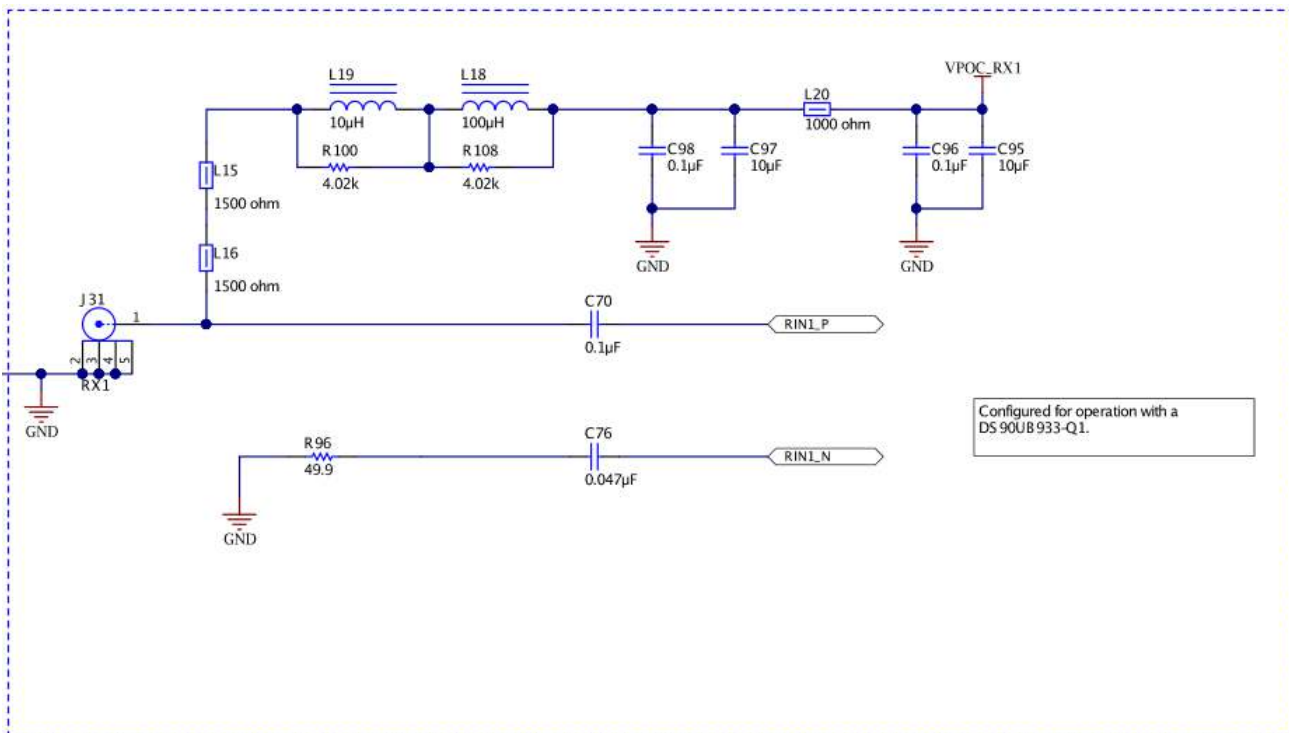 VPOC_RX1
L19
L18
L20
10µH
100µH
1000 ohm
R100
R108
C98
C97
C96
C95
0.1µF
10µF
0.1µF
10µF
4.02k
4.02k
L15
1500 ohm
L16
GND
GND
1500 ohm
J31
1
C70
RIN1_P
0.1µF
2
3
4
5
RX1
GND
Configured for operation with a
DS90UB933-Q1.
R96
C76
RIN1_N
49.9
0.047µF
GND